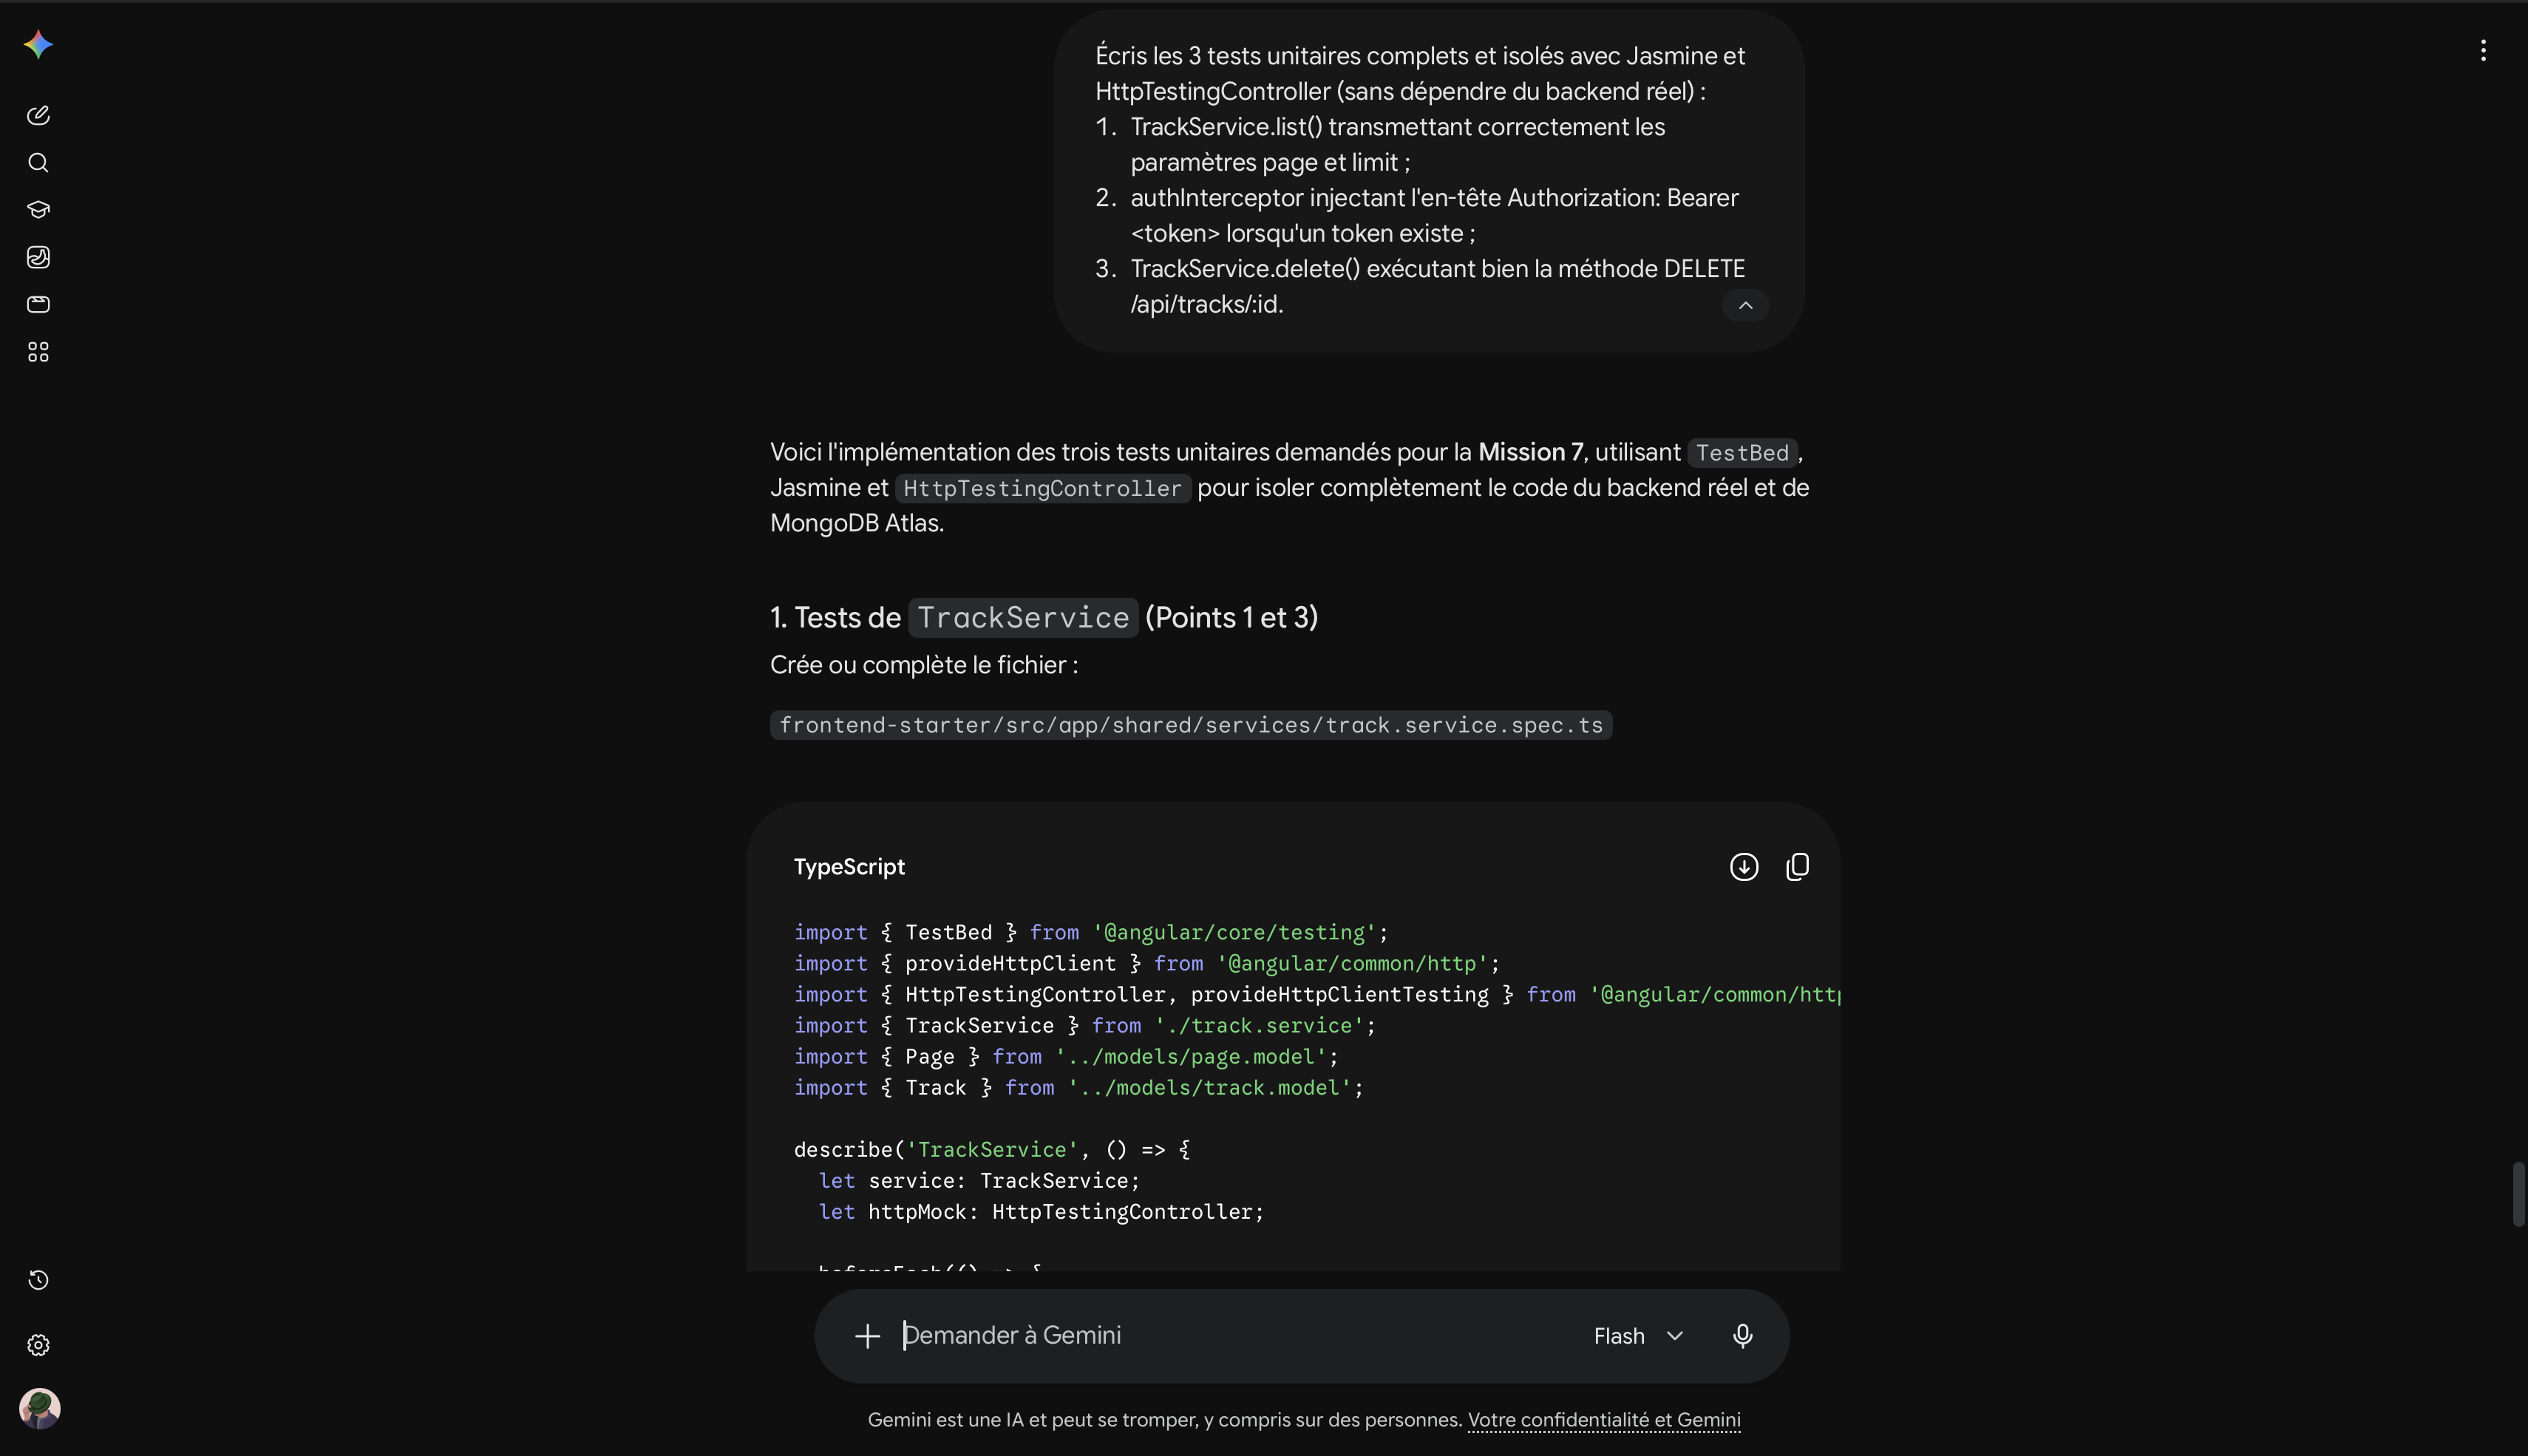 Écris les 3 tests unitaires complets et isolés avec Jasmine et
HttpTestingController (sans dépendre du backend réel) :
1. TrackService.list() transmettant correctement les
paramètres page et limit ;
2. authInterceptor injectant l'en-tête Authorization: Bearer
<token> lorsqu'un token existe ;
3. TrackService.delete() exécutant bien la méthode DELETE
/api/tracks/:id.
Voici l'implémentation des trois tests unitaires demandés pour la Mission 7, utilisant TestBed,
Jasmine et HttpTestingController pour isoler complètement le code du backend réel et de
MongoDB Atlas.
1. Tests de TrackService (Points 1 et 3)
Crée ou complète le fichier :
frontend-starter/src/app/shared/services/track.service.spec.ts
TypeScript
import { TestBed } from '@angular/core/testing';
import { provideHttpClient } from '@angular/common/http';
import { HttpTestingController, provideHttpClientTesting } from '@angular/common/http
import { TrackService } from './track.service';
import { Page } from '../models/page.model';
import { Track } from '../models/track.model';
describe('TrackService', () => {
let service: TrackService;
let httpMock: HttpTestingController;
beforeEach(() => {
Demander à Gemini
Flash
Gemini est une IA et peut se tromper, y compris sur des personnes. Votre confidentialité et Gemini